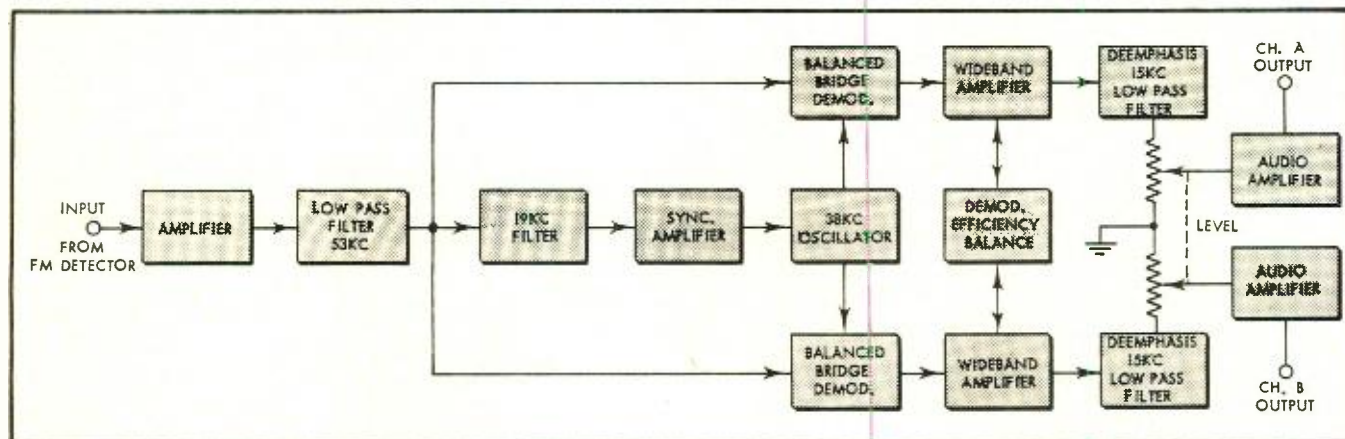 INPUT
FROM
FM DETECTOR
AMPLIFIER
LOW PASS
FILTER
53KC
19KC
FILTER
SYNC.
AMPLIFIER
38KC
OSCILLATOR
BALANCED
BRIDGE
DEMOD.
WIDEBAND
AMPLIFIER
DEEMPHASIS
15KC
LOW PASS
FILTER
CH. A
OUTPUT
AUDIO
AMPLIFIER
DEMOD.
EFFICIENCY
BALANCE
LEVEL
AUDIO
AMPLIFIER
BALANCED
BRIDGE
DEMOD.
WIDEBAND
AMPLIFIER
DEEMPHASIS
15KC
LOW PASS
FILTER
CH. B
OUTPUT